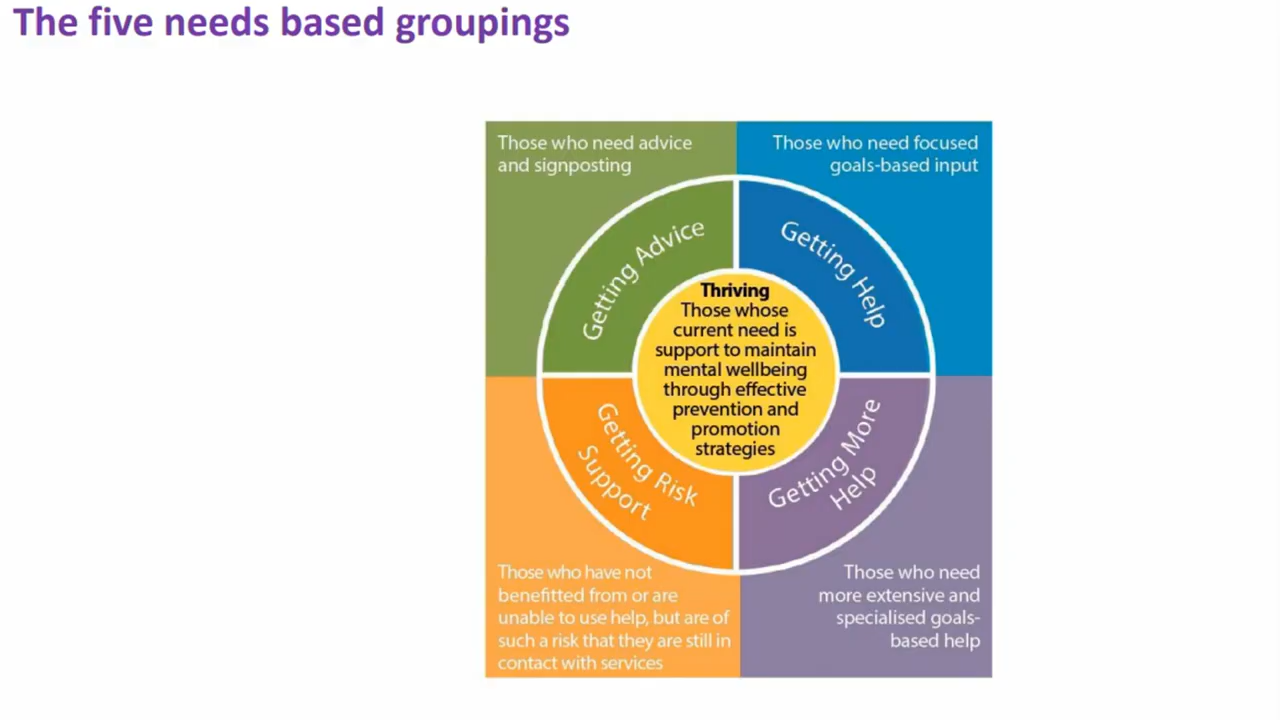 The five needs based groupings
Those who need advice
and signposting
Those who need focused
goals-based input
Getting Advice
Getting Help
Thriving
Those whose
current need is
support to maintain
mental wellbeing
through effective
prevention and
promotion
strategies
Getting Risk
Support
Getting More
Help
Those who have not
benefitted from or are
unable to use help, but are of
such a risk that they are still in
contact with services
Those who need
more extensive and
specialised goals-
based help